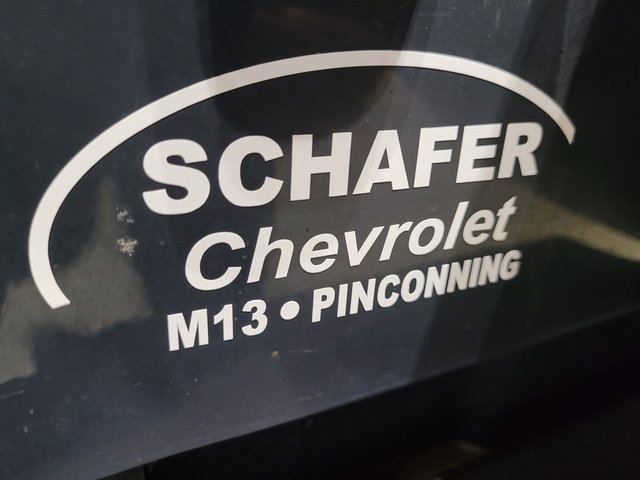 SCHAFER
Chevrolet
M13 • PINCONNING